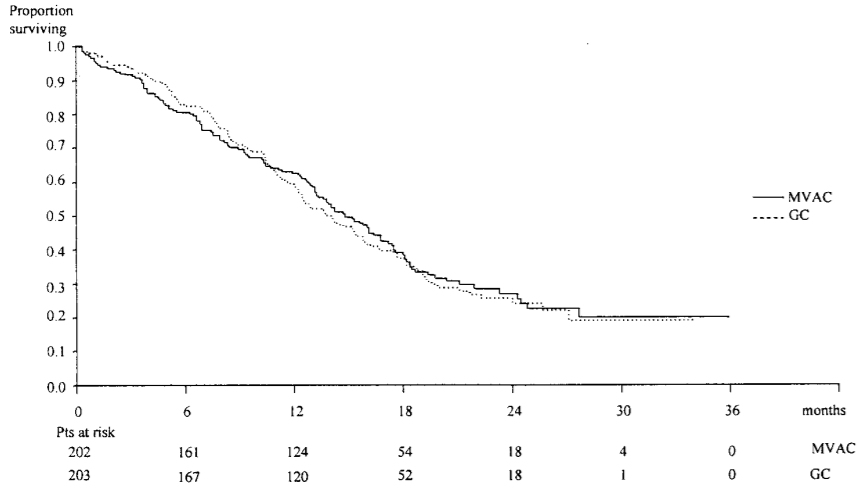 Proportion
surviving
1.0
0.9
0.8
0.7
0.6
0.5
0.4
0.3
0.2
0.1
0.0
MVAC
GC
0 6 12 18 24 30 36 months
Pts at risk
202 161 124 54 18 4 0 MVAC
203 167 120 52 18 1 0 GC